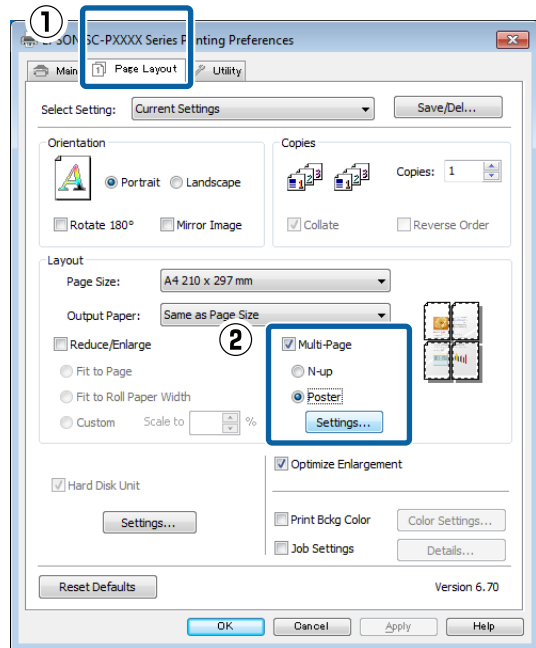 1
EPSON SC-PXXXX Series Printing Preferences
Main Page Layout Utility
Select Setting: Current Settings Save/Del...
Orientation
A Portrait Landscape
Rotate 180° Mirror Image
Copies
Copies: 1
Collate Reverse Order
Layout
Page Size: A4 210 x 297 mm
Output Paper: Same as Page Size
2
Reduce/Enlarge
Fit to Page
Fit to Roll Paper Width
Custom Scale to %
Multi-Page
N-up
Poster
Settings...
Optimize Enlargement
Hard Disk Unit
Settings...
Print Bckg Color Color Settings...
Job Settings Details...
Reset Defaults Version 6.70
OK Cancel Apply Help